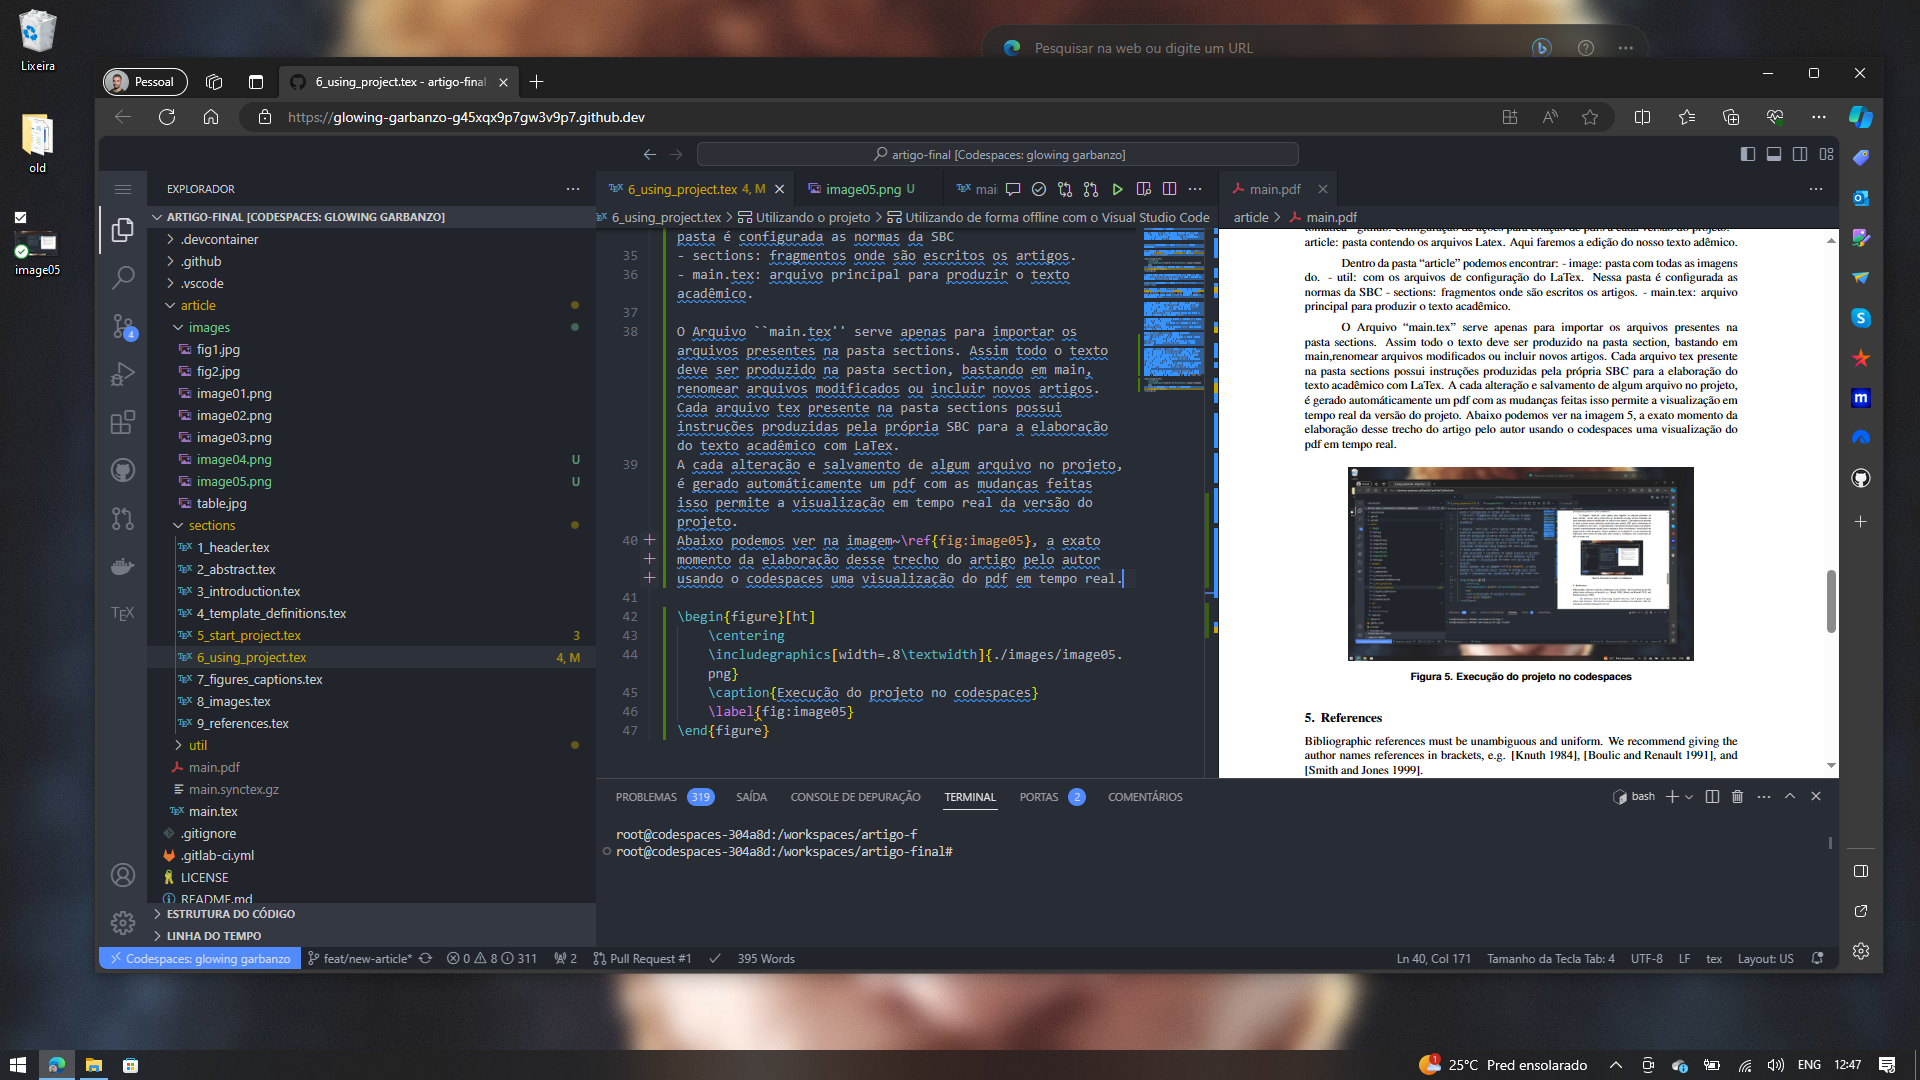 Lixeira
old
image05
Pesquisar na web ou digite um URL
Pessoal
6_using_project.tex - artigo-final
https://glowing-garbanzo-g45xqx9p7gw3v9p7.github.dev
artigo-final [Codespaces: glowing garbanzo]
EXPLORADOR
ARTIGO-FINAL [CODESPACES: GLOWING GARBANZO]
.devcontainer
.github
.vscode
article
images
fig1.jpg
fig2.jpg
image01.png
image02.png
image03.png
image04.png U
image05.png U
table.jpg
sections
1_header.tex
2_abstract.tex
3_introduction.tex
4_template_definitions.tex
5_start_project.tex 3
6_using_project.tex 4, M
7_figures_captions.tex
8_images.tex
9_references.tex
util
main.pdf
main.synctex.gz
main.tex
.gitignore
.gitlab-ci.yml
LICENSE
README.md
ESTRUTURA DO CÓDIGO
LINHA DO TEMPO
4
TEX
6_using_project.tex 4, M
image05.png U
mai
6_using_project.tex > Utilizando o projeto > Utilizando de forma offline com o Visual Studio Code
pasta é configurada as normas da SBC
35 - sections: fragmentos onde são escritos os artigos.
36 - main.tex: arquivo principal para produzir o texto
acadêmico.
37
38 O Arquivo ``main.tex'' serve apenas para importar os
arquivos presentes na pasta sections. Assim todo o texto
deve ser produzido na pasta section, bastando em main,
renomear arquivos modificados ou incluir novos artigos.
Cada arquivo tex presente na pasta sections possui
instruções produzidas pela própria SBC para a elaboração
do texto acadêmico com LaTex.
39 A cada alteração e salvamento de algum arquivo no projeto,
é gerado automáticamente um pdf com as mudanças feitas
isso permite a visualização em tempo real da versão do
projeto.
40 Abaixo podemos ver na imagem~\ref{fig:image05}, a exato
momento da elaboração desse trecho do artigo pelo autor
usando o codespaces uma visualização do pdf em tempo real.
41
42 \begin{figure}[ht]
43 \centering
44 \includegraphics[width=.8\textwidth]{./images/image05.
png}
45 \caption{Execução do projeto no codespaces}
46 \label{fig:image05}
47 \end{figure}
main.pdf
article > main.pdf
article: pasta contendo os arquivos Latex. Aqui faremos a edição do nosso texto adêmico.
Dentro da pasta “article” podemos encontrar: - image: pasta com todas as imagens
do. - util: com os arquivos de configuração do LaTex. Nessa pasta é configurada as
normas da SBC - sections: fragmentos onde são escritos os artigos. - main.tex: arquivo
principal para produzir o texto acadêmico.
O Arquivo “main.tex” serve apenas para importar os arquivos presentes na
pasta sections. Assim todo o texto deve ser produzido na pasta section, bastando em
main,renomear arquivos modificados ou incluir novos artigos. Cada arquivo tex presente
na pasta sections possui instruções produzidas pela própria SBC para a elaboração do
texto acadêmico com LaTex. A cada alteração e salvamento de algum arquivo no projeto,
é gerado automáticamente um pdf com as mudanças feitas isso permite a visualização em
tempo real da versão do projeto. Abaixo podemos ver na imagem 5, a exato momento da
elaboração desse trecho do artigo pelo autor usando o codespaces uma visualização do
pdf em tempo real.
Figura 5. Execução do projeto no codespaces
5. References
Bibliographic references must be unambiguous and uniform. We recommend giving the
author names references in brackets, e.g. [Knuth 1984], [Boulic and Renault 1991], and
[Smith and Jones 1999].
PROBLEMAS 319 SAÍDA CONSOLE DE DEPURAÇÃO TERMINAL PORTAS 2 COMENTÁRIOS
bash
root@codespaces-304a8d:/workspaces/artigo-f
root@codespaces-304a8d:/workspaces/artigo-final#
Codespaces: glowing garbanzo feat/new-article* 0 8 311 2 Pull Request #1 395 Words
Ln 40, Col 171 Tamanho da Tecla Tab: 4 UTF-8 LF tex Layout: US
1 25°C Pred ensolarado ENG 12:47